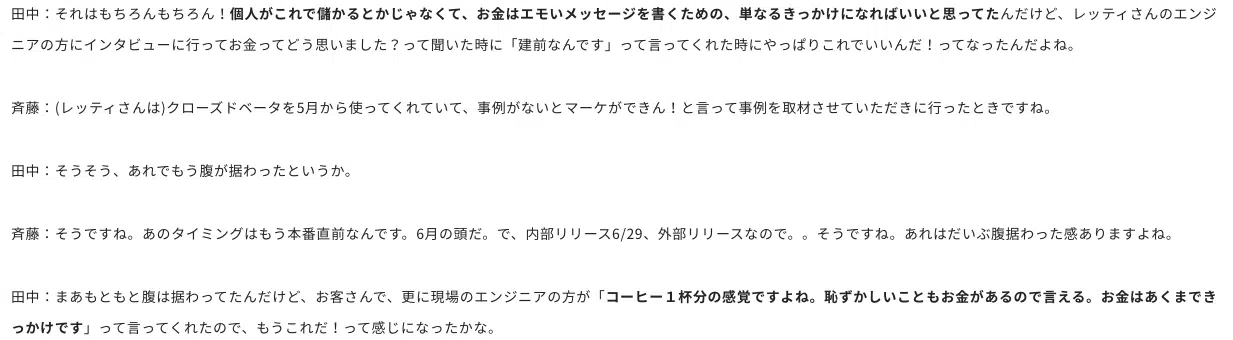 田中：それはもちろんもちろん！個人がこれで儲かるとかじゃなくて、お金はエモいメッセージを書くための、単なるきっかけになればいいと思ってたんだけど、レッティさんのエンジ
ニアの方にインタビューに行ってお金ってどう思いました？って聞いた時に「建前なんです」って言ってくれた時にやっぱりこれでいいんだ！ってなったんだよね。
斉藤：(レッティさんは)クローズドベータを5月から使ってくれていて、事例がないとマーケができん！と言って事例を取材させていただきに行ったときですね。
田中：そうそう、あれでもう腹が据わったというか。
斉藤：そうですね。あのタイミングはもう本番直前なんです。6月の頭だ。で、内部リリース6/29、外部リリースなので。。そうですね。あれはだいぶ腹据わった感ありますよね。
田中：まあもともと腹は据わってたんだけど、お客さんで、更に現場のエンジニアの方が「コーヒー１杯分の感覚ですよね。恥ずかしいこともお金があるので言える。お金はあくまでき
っかけです」って言ってくれたので、もうこれだ！って感じになったかな。